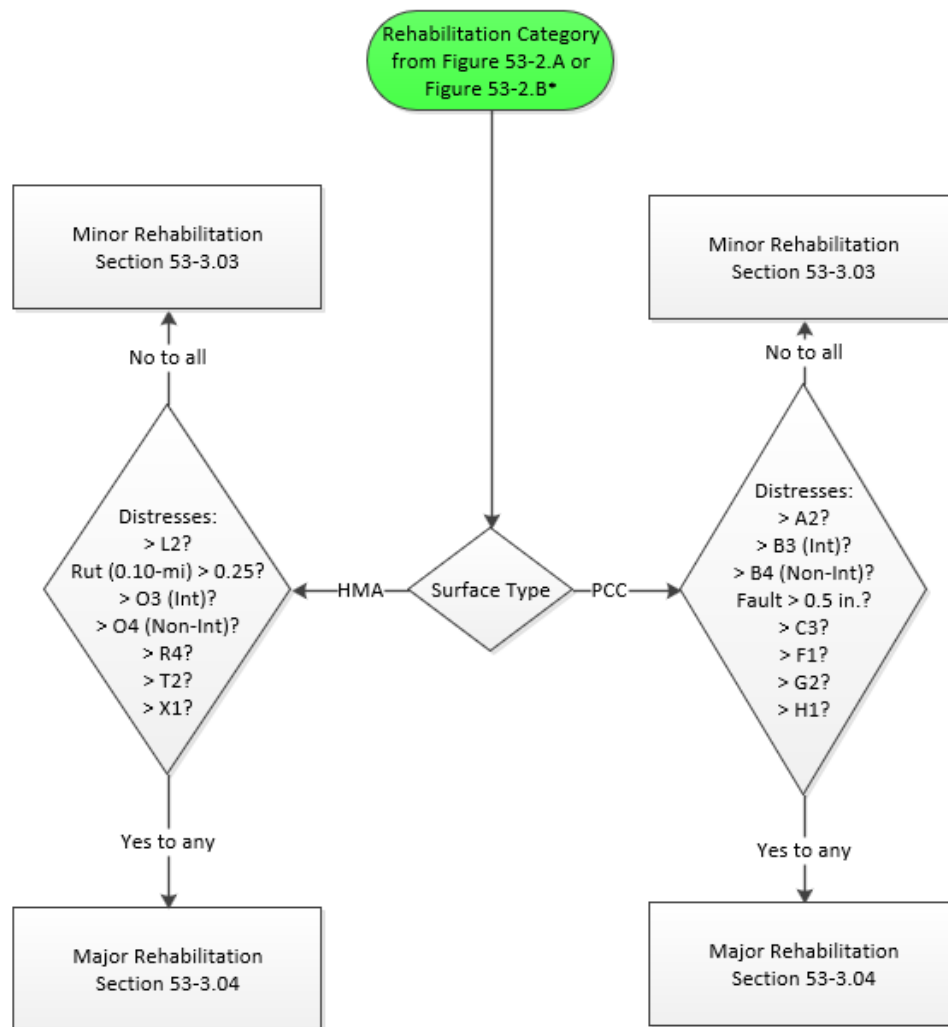 Rehabilitation Category
from Figure 53-2.A or
Figure 53-2.B*
Minor Rehabilitation
Section 53-3.03
Minor Rehabilitation
Section 53-3.03
No to all
No to all
Distresses:
> L2?
Rut (0.10-mi) > 0.25?
> O3 (Int)?
> O4 (Non-Int)?
> R4?
> T2?
> X1?
HMA
Surface Type
PCC
Distresses:
> A2?
> B3 (Int)?
> B4 (Non-Int)?
Fault > 0.5 in.?
> C3?
> F1?
> G2?
> H1?
Yes to any
Yes to any
Major Rehabilitation
Section 53-3.04
Major Rehabilitation
Section 53-3.04